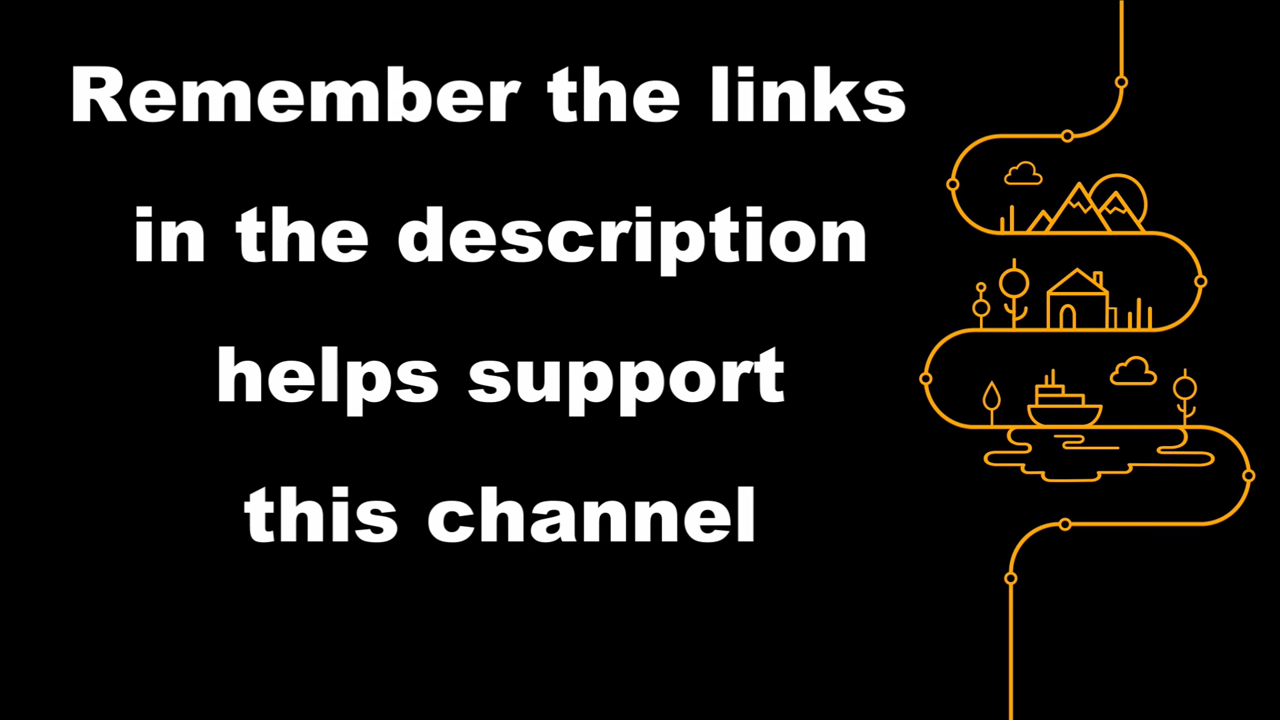 Remember the links
in the description
helps support
this channel